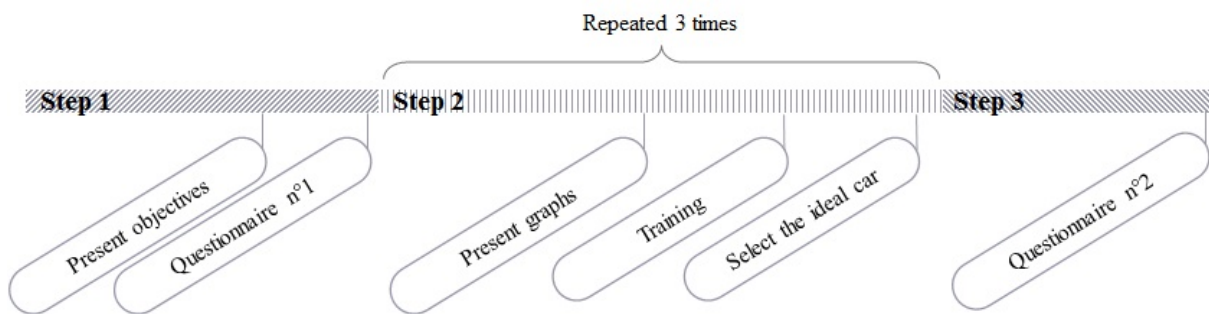 Repeated 3 times
Step 1
Step 2
Step 3
Present objectives
Questionnaire n°1
Present graphs
Training
Select the ideal car
Questionnaire n°2